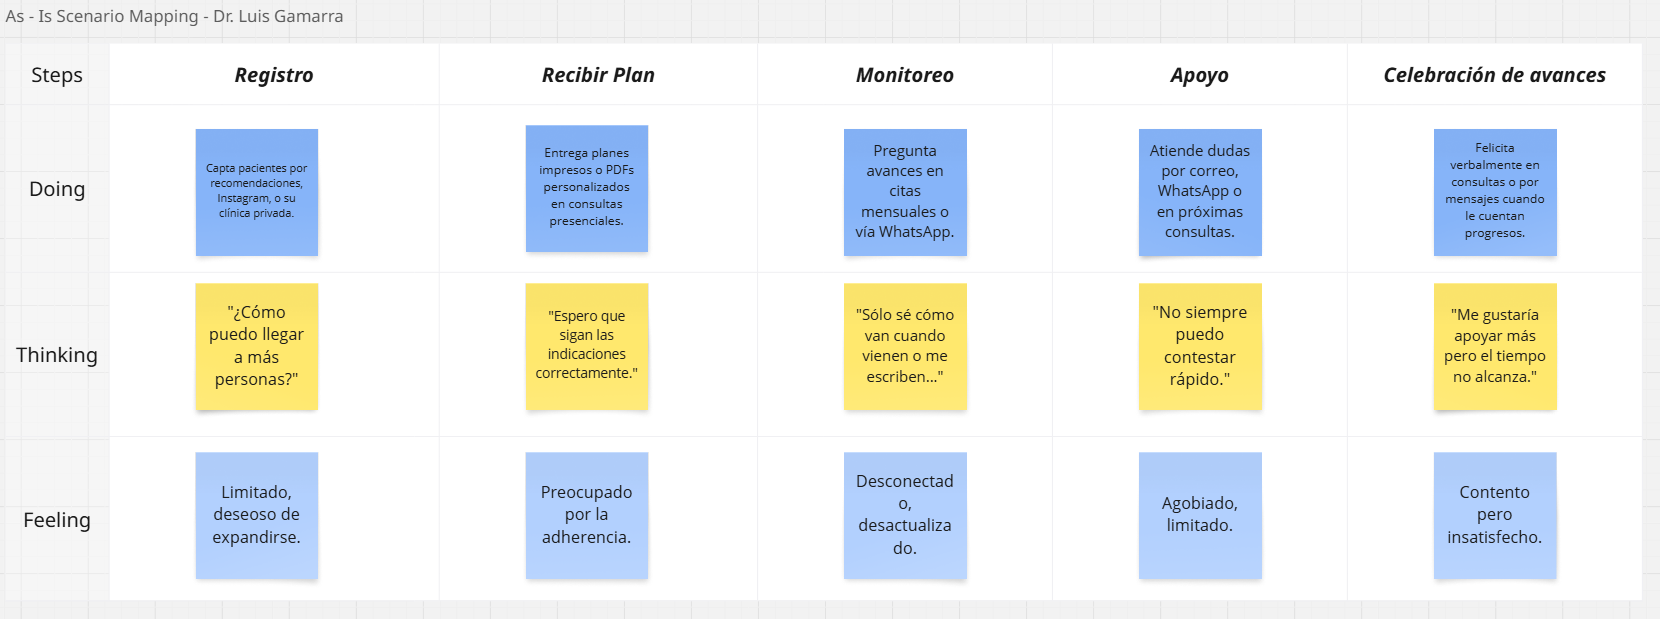 As - Is Scenario Mapping - Dr. Luis Gamarra
Steps
Registro
Recibir Plan
Monitoreo
Apoyo
Celebración de avances
Doing
Capta pacientes por
recomendaciones,
Instagram, o su
clínica privada.
Entrega planes
impresos o PDFs
personalizados
en consultas
presenciales.
Pregunta
avances en
citas
mensuales o
vía WhatsApp.
Atiende dudas
por correo,
WhatsApp o
en próximas
consultas.
Felicita
verbalmente en
consultas o por
mensajes cuando
le cuentan
progresos.
Thinking
"¿Cómo
puedo llegar
a más
personas?"
"Espero que
sigan las
indicaciones
correctamente."
"Sólo sé cómo
van cuando
vienen o me
escriben..."
"No siempre
puedo
contestar
rápido."
"Me gustaría
apoyar más
pero el tiempo
no alcanza."
Feeling
Limitado,
deseoso de
expandirse.
Preocupado
por la
adherencia.
Desconectad
o,
desactualiza
do.
Agobiado,
limitado.
Contento
pero
insatisfecho.